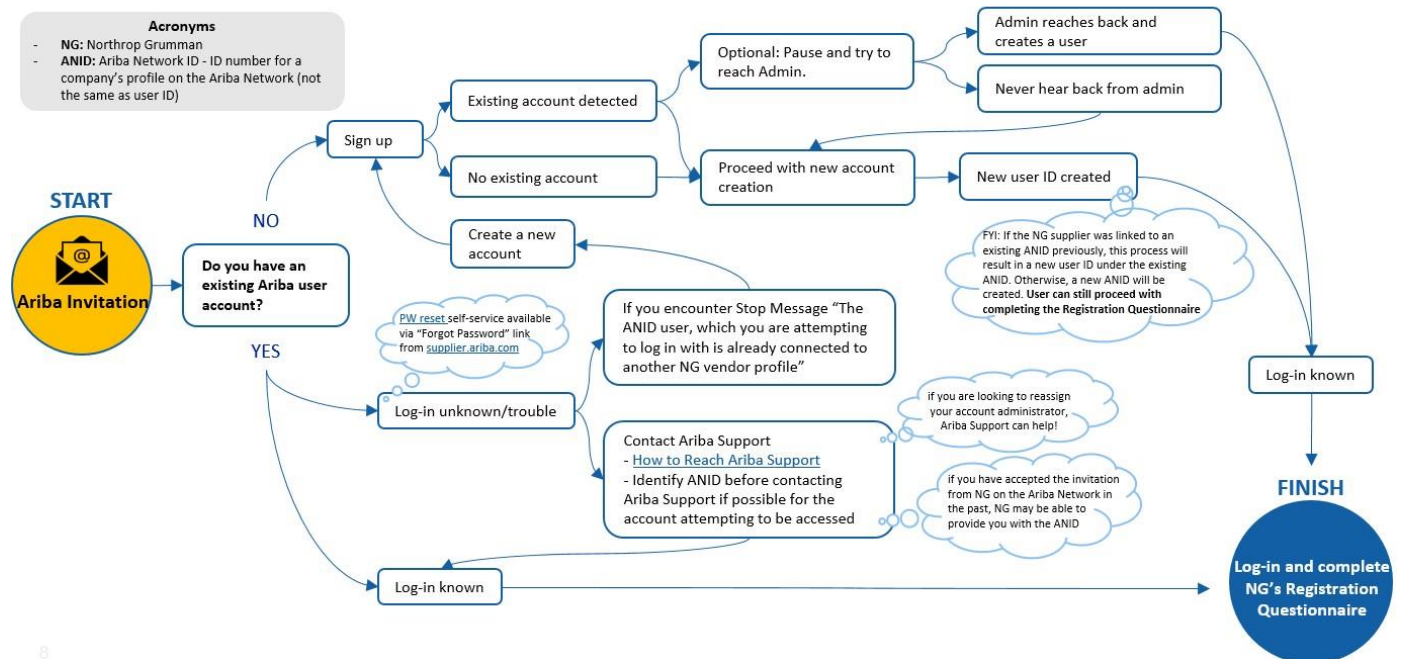 Acronyms
- NG: Northrop Grumman
- ANID: Ariba Network ID - ID number for a
company's profile on the Ariba Network (not
the same as user ID)
Admin reaches back and
creates a user
Optional: Pause and try to
reach Admin.
Never hear back from admin
Existing account detected
Sign up
No existing account
Proceed with new account
creation
New user ID created
START
Ariba Invitation
NO
Do you have an
existing Ariba user
account?
YES
Create a new
account
FYI: If the NG supplier was linked to an
existing ANID previously, this process will
result in a new user ID under the existing
ANID. Otherwise, a new ANID will be
created. User can still proceed with
completing the Registration Questionnaire
PW reset self-service available
via "Forgot Password" link
from supplier.ariba.com
If you encounter Stop Message "The
ANID user, which you are attempting
to log in with is already connected to
another NG vendor profile"
Log-in known
Log-in unknown/trouble
if you are looking to reassign
your account administrator,
Ariba Support can help!
Contact Ariba Support
- How to Reach Ariba Support
- Identify ANID before contacting
Ariba Support if possible for the
account attempting to be accessed
if you have accepted the invitation
from NG on the Ariba Network in
the past, NG may be able to
provide you with the ANID
FINISH
Log-in and complete
NG's Registration
Questionnaire
Log-in known
8